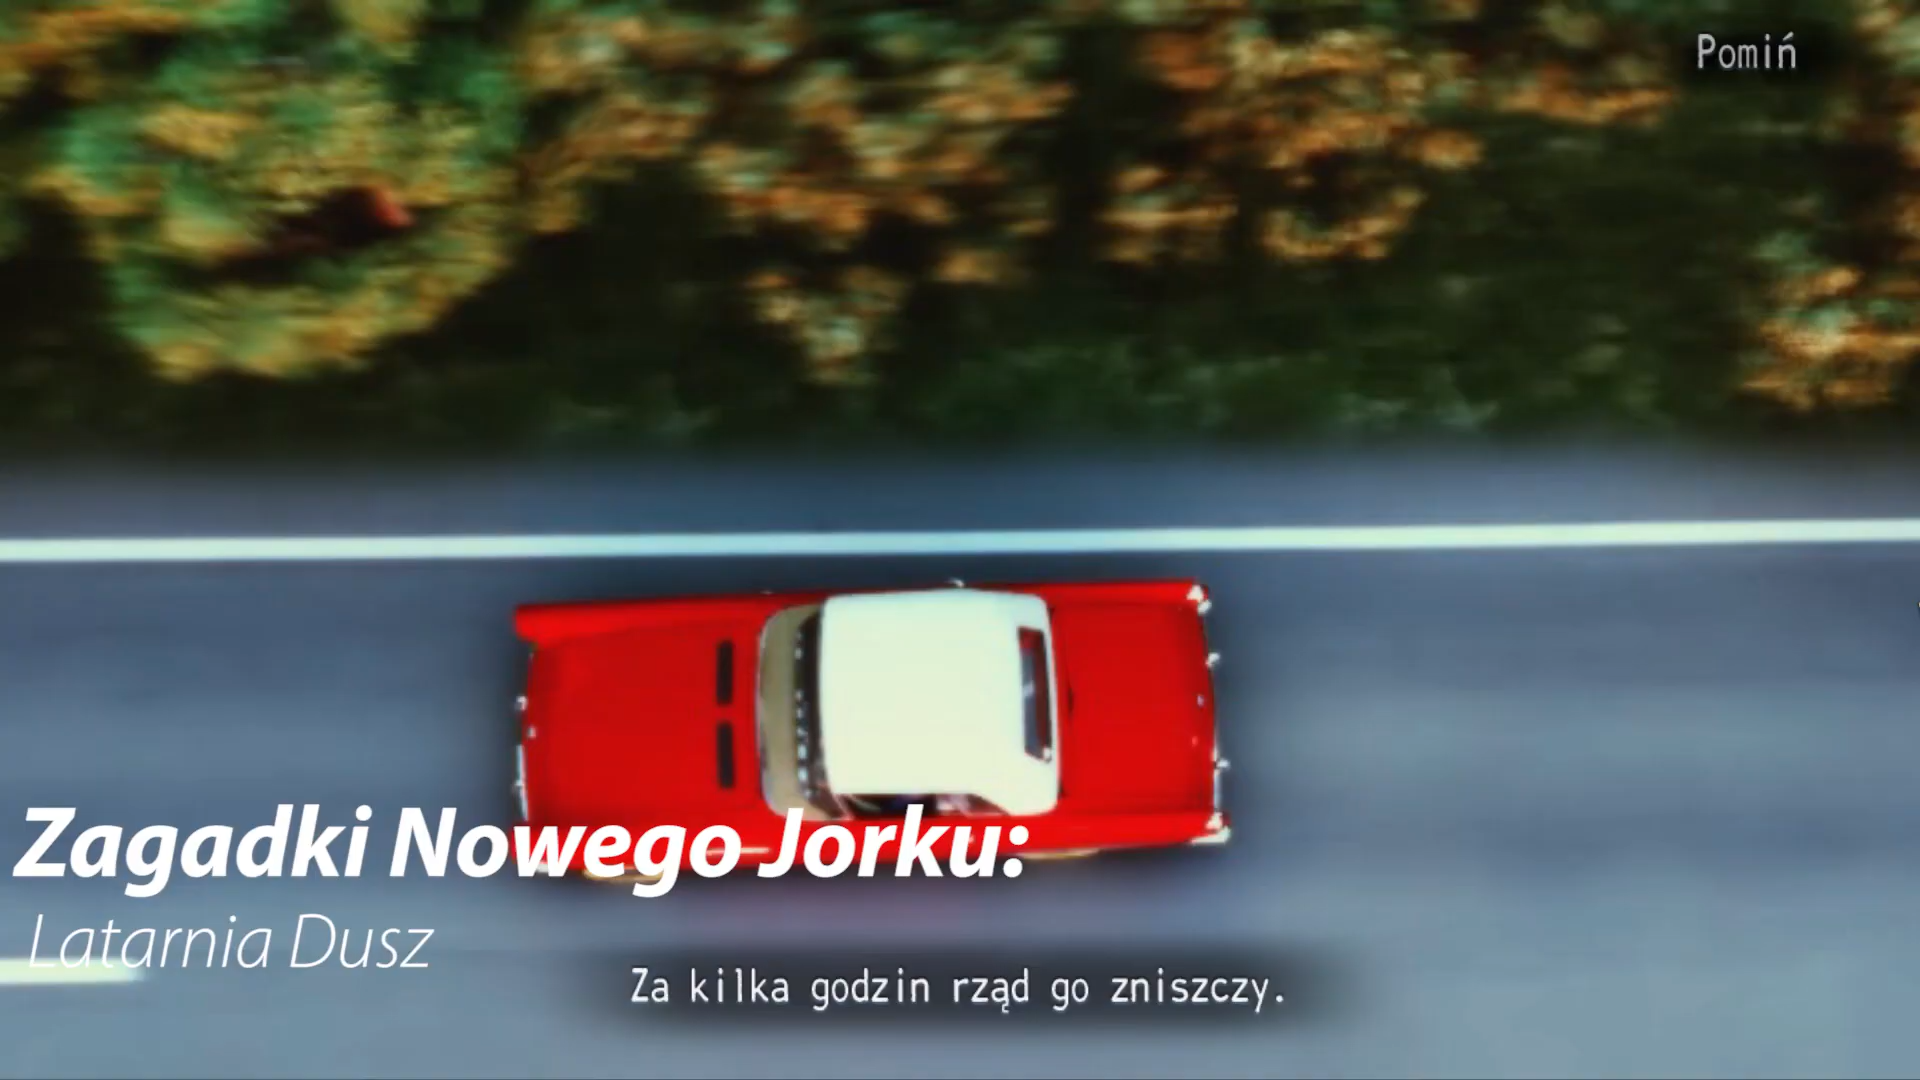 Pomiń
Zagadki Nowego Jorku:
Latarnia Dusz
Za kilka godzin rząd go zniszczy.